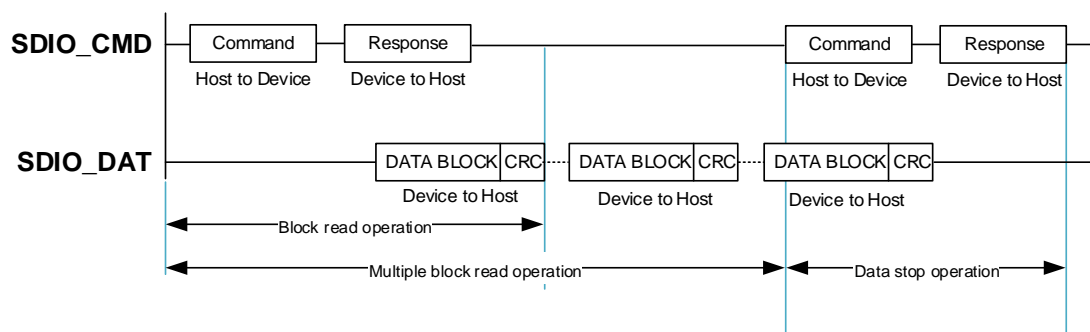 SDIO_CMD Command Response Command Response
Host to Device Device to Host Host to Device Device to Host
SDIO_DAT DATA BLOCK CRC DATA BLOCK CRC DATA BLOCK CRC
Device to Host Device to Host Device to Host
Block read operation
Multiple block read operation Data stop operation